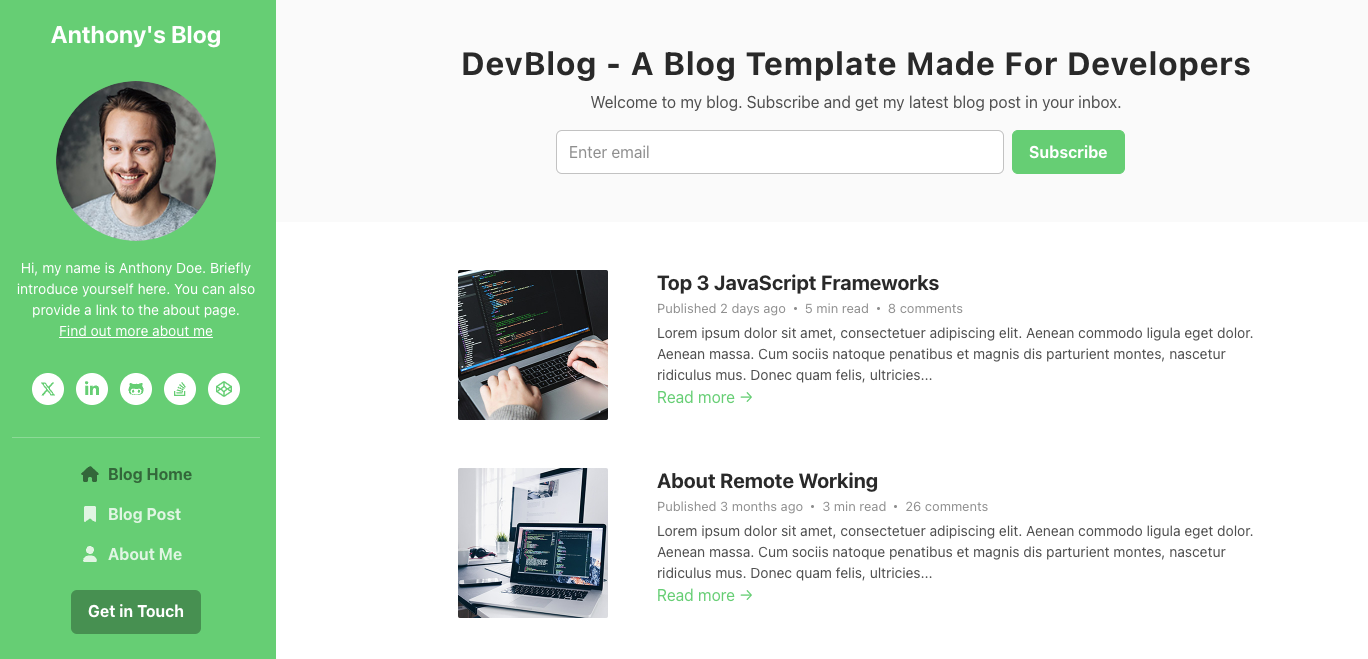 Anthony's Blog
Hi, my name is Anthony Doe. Briefly
introduce yourself here. You can also
provide a link to the about page.
Find out more about me
Blog Home
Blog Post
About Me
Get in Touch
DevBlog - A Blog Template Made For Developers
Welcome to my blog. Subscribe and get my latest blog post in your inbox.
Enter email
Subscribe
Top 3 JavaScript Frameworks
Published 2 days ago • 5 min read • 8 comments
Lorem ipsum dolor sit amet, consectetuer adipiscing elit. Aenean commodo ligula eget dolor.
Aenean massa. Cum sociis natoque penatibus et magnis dis parturient montes, nascetur
ridiculus mus. Donec quam felis, ultricies...
Read more →
About Remote Working
Published 3 months ago • 3 min read • 26 comments
Lorem ipsum dolor sit amet, consectetuer adipiscing elit. Aenean commodo ligula eget dolor.
Aenean massa. Cum sociis natoque penatibus et magnis dis parturient montes, nascetur
ridiculus mus. Donec quam felis, ultricies...
Read more →